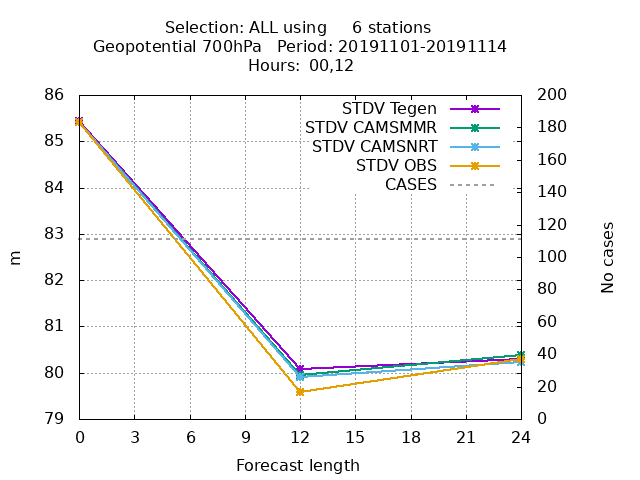 Selection: ALL using     6 stations
Geopotential 700hPa   Period: 20191101-20191114
Hours: 00,12
STDV Tegen
STDV CAMSMMR
STDV CAMSNRT
STDV OBS
CASES
86
85
84
83
82
81
80
79
m
200
180
160
140
120
100
80
60
40
20
0
No cases
0 3 6 9 12 15 18 21 24
Forecast length